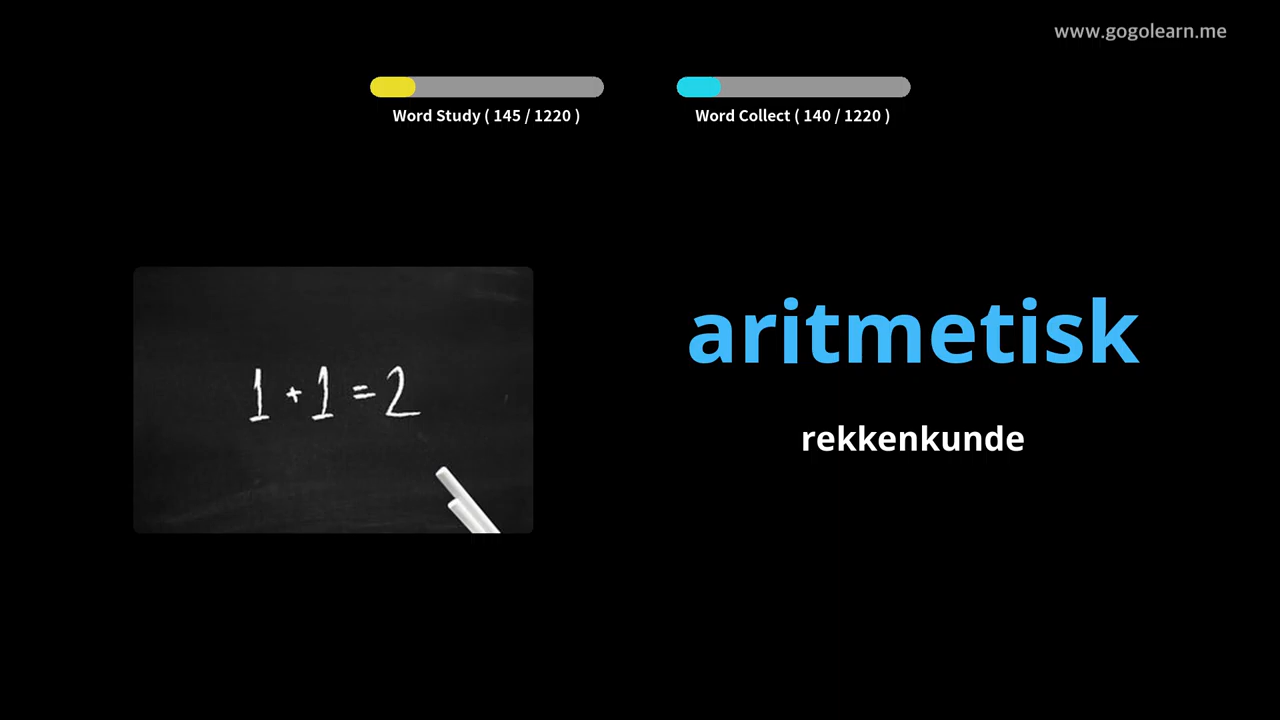 www.gogolearn.me
Word Study ( 145 / 1220 )
Word Collect ( 140 / 1220 )
1 + 1 = 2
aritmetisk
rekkenkunde